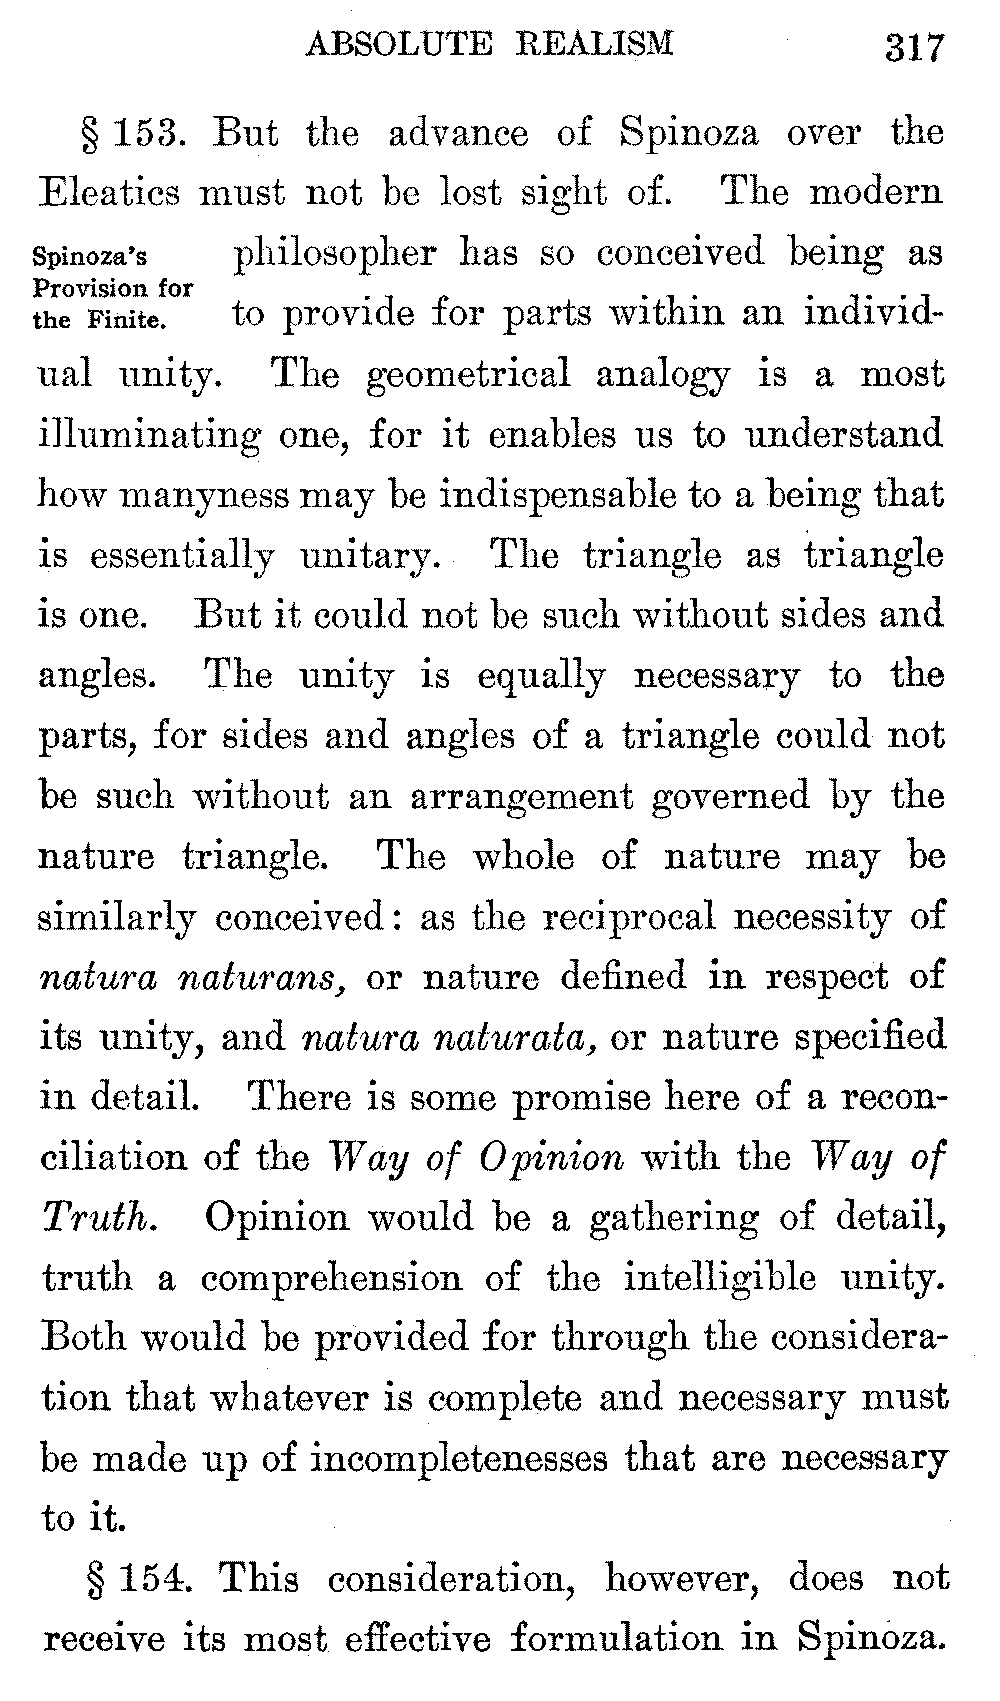 ABSOLUTE REALISM 317
§ 153. But the advance of Spinoza over the
Eleatics must not be lost sight of. The modern
Spinoza's
Provision for
the Finite.
philosopher has so conceived being as
to provide for parts within an individ-
ual unity. The geometrical analogy is a most
illuminating one, for it enables us to understand
how manyness may be indispensable to a being that
is essentially unitary. The triangle as triangle
is one. But it could not be such without sides and
angles. The unity is equally necessary to the
parts, for sides and angles of a triangle could not
be such without an arrangement governed by the
nature triangle. The whole of nature may be
similarly conceived: as the reciprocal necessity of
natura naturans, or nature defined in respect of
its unity, and natura naturata, or nature specified
in detail. There is some promise here of a recon-
ciliation of the Way of Opinion with the Way of
Truth. Opinion would be a gathering of detail,
truth a comprehension of the intelligible unity.
Both would be provided for through the considera-
tion that whatever is complete and necessary must
be made up of incompletenesses that are necessary
to it.
§ 154. This consideration, however, does not
receive its most effective formulation in Spinoza.